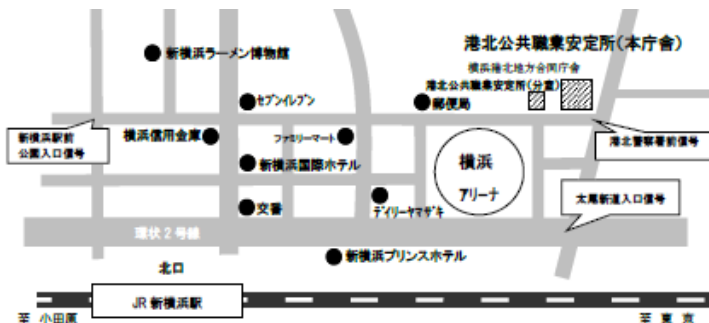 港北公共職業安定所(本庁舎)
新横浜ラーメン博物館
横浜港北地方合同庁舎
港北公共職業安定所(分室)
セブンイレブン
郵便局
新横浜駅前
公園入口信号
横浜信用金庫
ファミリーマート
港北警察署前信号
新横浜国際ホテル
横浜
アリーナ
太尾新道入口信号
交番
デイリーヤマザキ
環状2号線
新横浜プリンスホテル
北口
JR 新横浜駅
至 小田原
至 東京